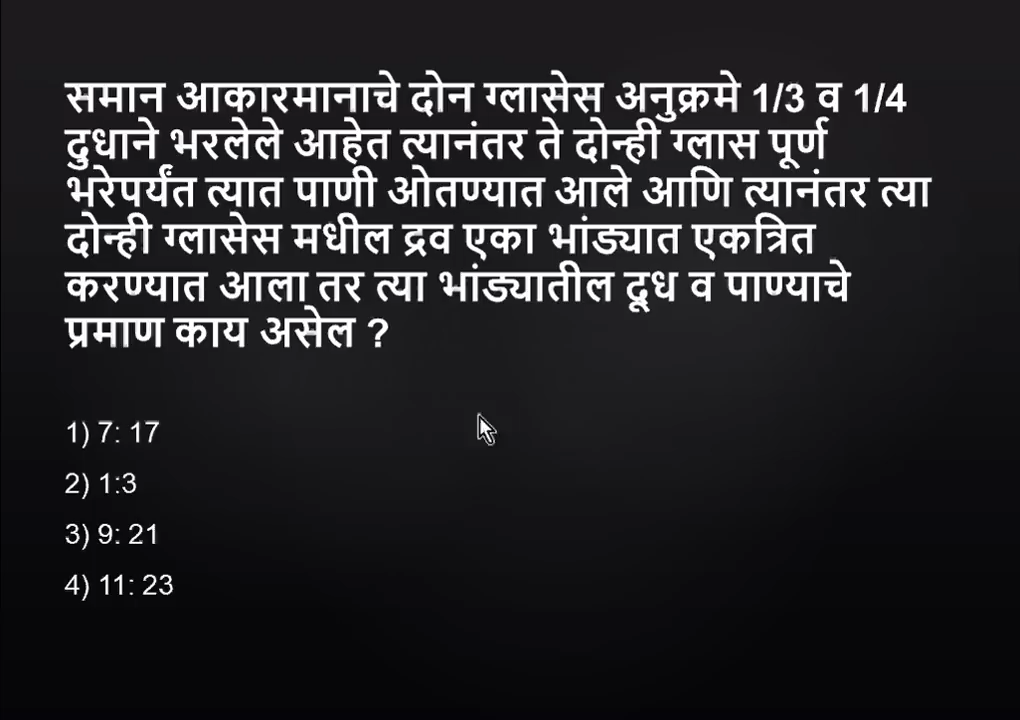 समान आकारमानाचे दोन ग्लासेस अनुक्रमे 1/3 व 1/4
दुधाने भरलेले आहेत त्यानंतर ते दोन्ही ग्लास पूर्ण
भरेपर्यंत त्यात पाणी ओतण्यात आले आणि त्यानंतर त्या
दोन्ही ग्लासेस मधील द्रव एका भांड्यात एकत्रित
करण्यात आला तर त्या भांड्यातील दूध व पाण्याचे
प्रमाण काय असेल ?
1) 7: 17
2) 1:3
3) 9: 21
4) 11: 23